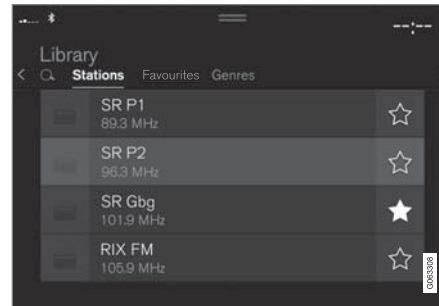 --:--
Library
Stations Favourites Genres
SR P1
89.3 MHz
SR P2
96.3 MHz
SR Gbg
101.9 MHz
RIX FM
105.9 MHz
G063308